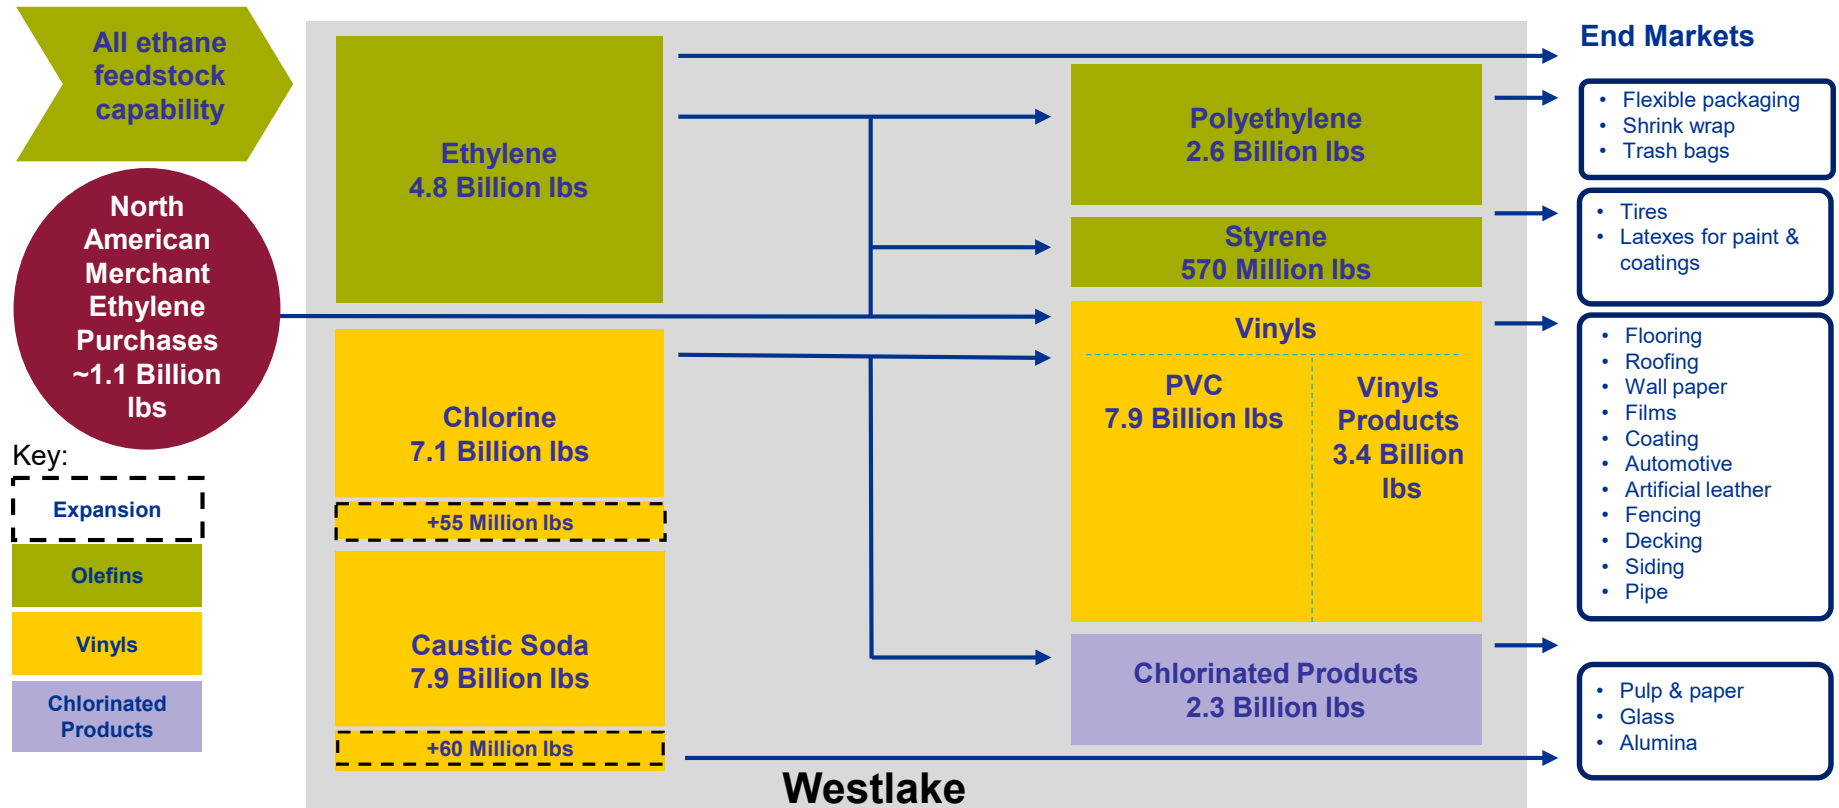 All ethane
feedstock
capability
North
American
Merchant
Ethylene
Purchases
~1.1 Billion
lbs
Key:
Expansion
Olefins
Vinyls
Chlorinated
Products
Ethylene
4.8 Billion lbs
Chlorine
7.1 Billion lbs
+55 Million lbs
Caustic Soda
7.9 Billion lbs
+60 Million lbs
Polyethylene
2.6 Billion lbs
Styrene
570 Million lbs
Vinyls
PVC
7.9 Billion lbs
Vinyls
Products
3.4 Billion
lbs
Chlorinated Products
2.3 Billion lbs
Westlake
End Markets
• Flexible packaging
• Shrink wrap
• Trash bags
• Tires
• Latexes for paint &
coatings
• Flooring
• Roofing
• Wall paper
• Films
• Coating
• Automotive
• Artificial leather
• Fencing
• Decking
• Siding
• Pipe
• Pulp & paper
• Glass
• Alumina